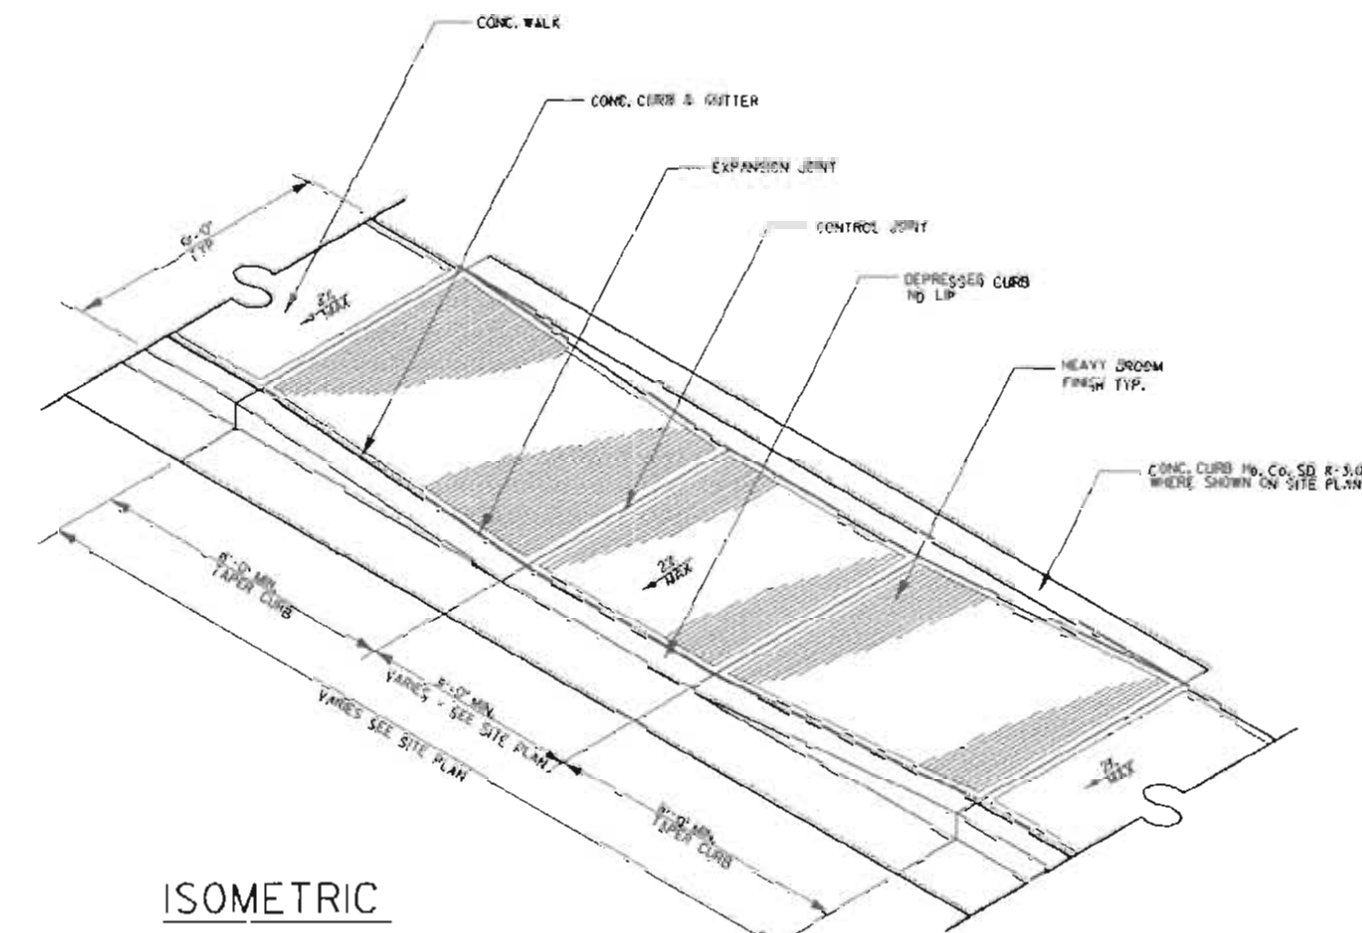 CONC. WALK
CONC. CURB & GUTTER
EXPANSION JOINT
CONTROL JOINT
DEPRESSED CURB
NO LIP
HEAVY BROOM
FINISH TYP.
CONC. CURB Mo. Co. SD R-3.0
WHERE SHOWN ON SITE PLAN
TYP.
2%
MAX
2%
MAX
2%
MAX
MIN.
TAPER CURB
MIN.
VARIES - SEE SITE PLAN
VARIES SEE SITE PLAN
MIN.
TAPER CURB
ISOMETRIC